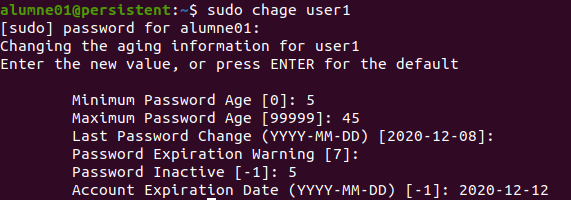 alumne01@persistent:~$ sudo chage user1
[sudo] password for alumne01:
Changing the aging information for user1
Enter the new value, or press ENTER for the default
Minimum Password Age [0]: 5
Maximum Password Age [99999]: 45
Last Password Change (YYYY-MM-DD) [2020-12-08]:
Password Expiration Warning [7]:
Password Inactive [-1]: 5
Account Expiration Date (YYYY-MM-DD) [-1]: 2020-12-12